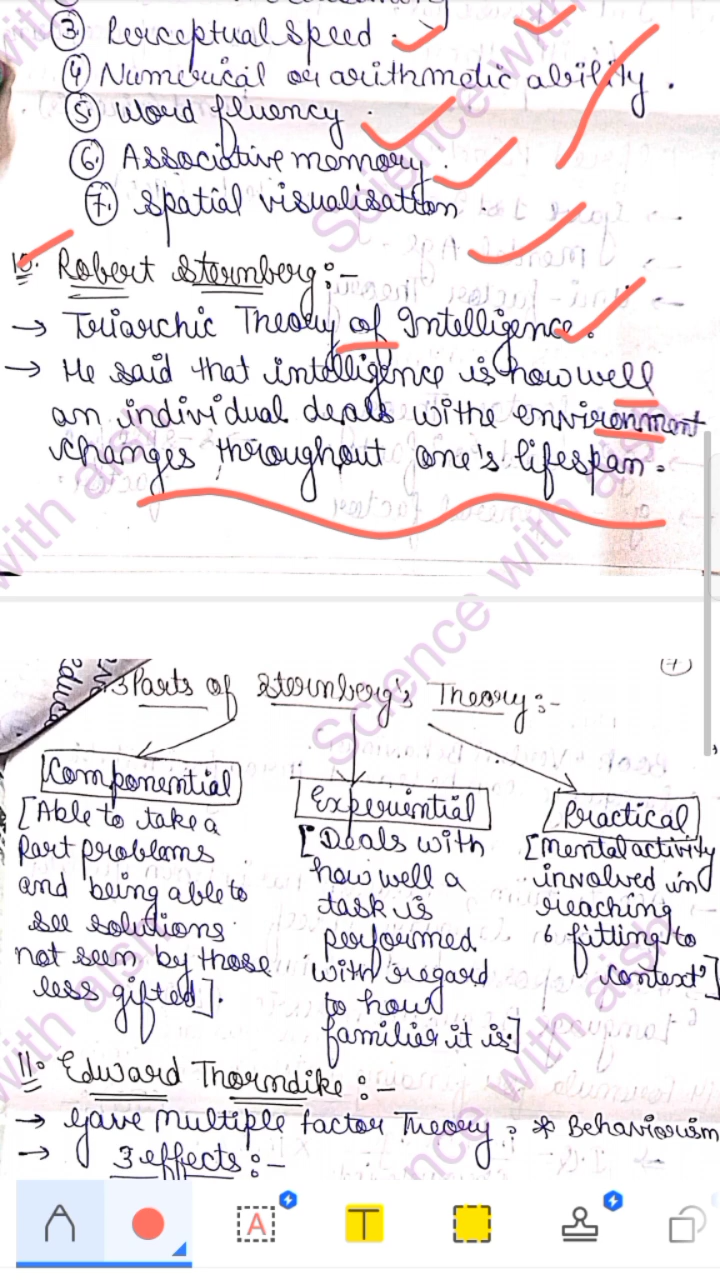 ③ Perceptual speed.
④ Numerical or arithmetic ability.
⑤ Word fluency.
⑥ Associative memory.
⑦ Spatial visualisation
10. Robert Sternberg:-
→ Triarchic Theory of Intelligence.
→ He said that intelligence is how well
an individual deals withe environment
changes throughout one's lifespan.
(7)
3 Parts of Sternberg's Theory:-
Componential
[Able to take a
part problems
and being able to
see solutions
not seen by those
less gifted].
Experiential
[Deals with
how well a
task is
performed
with regard
to how
familiar it is]
Practical
[Mental activity
involved in
reaching
fitting to
context]
11. Edward Thorndike:-
→ Gave Multiple factor Theory. * Behaviorism
→ 3 effects:-
Science with aish
A
T